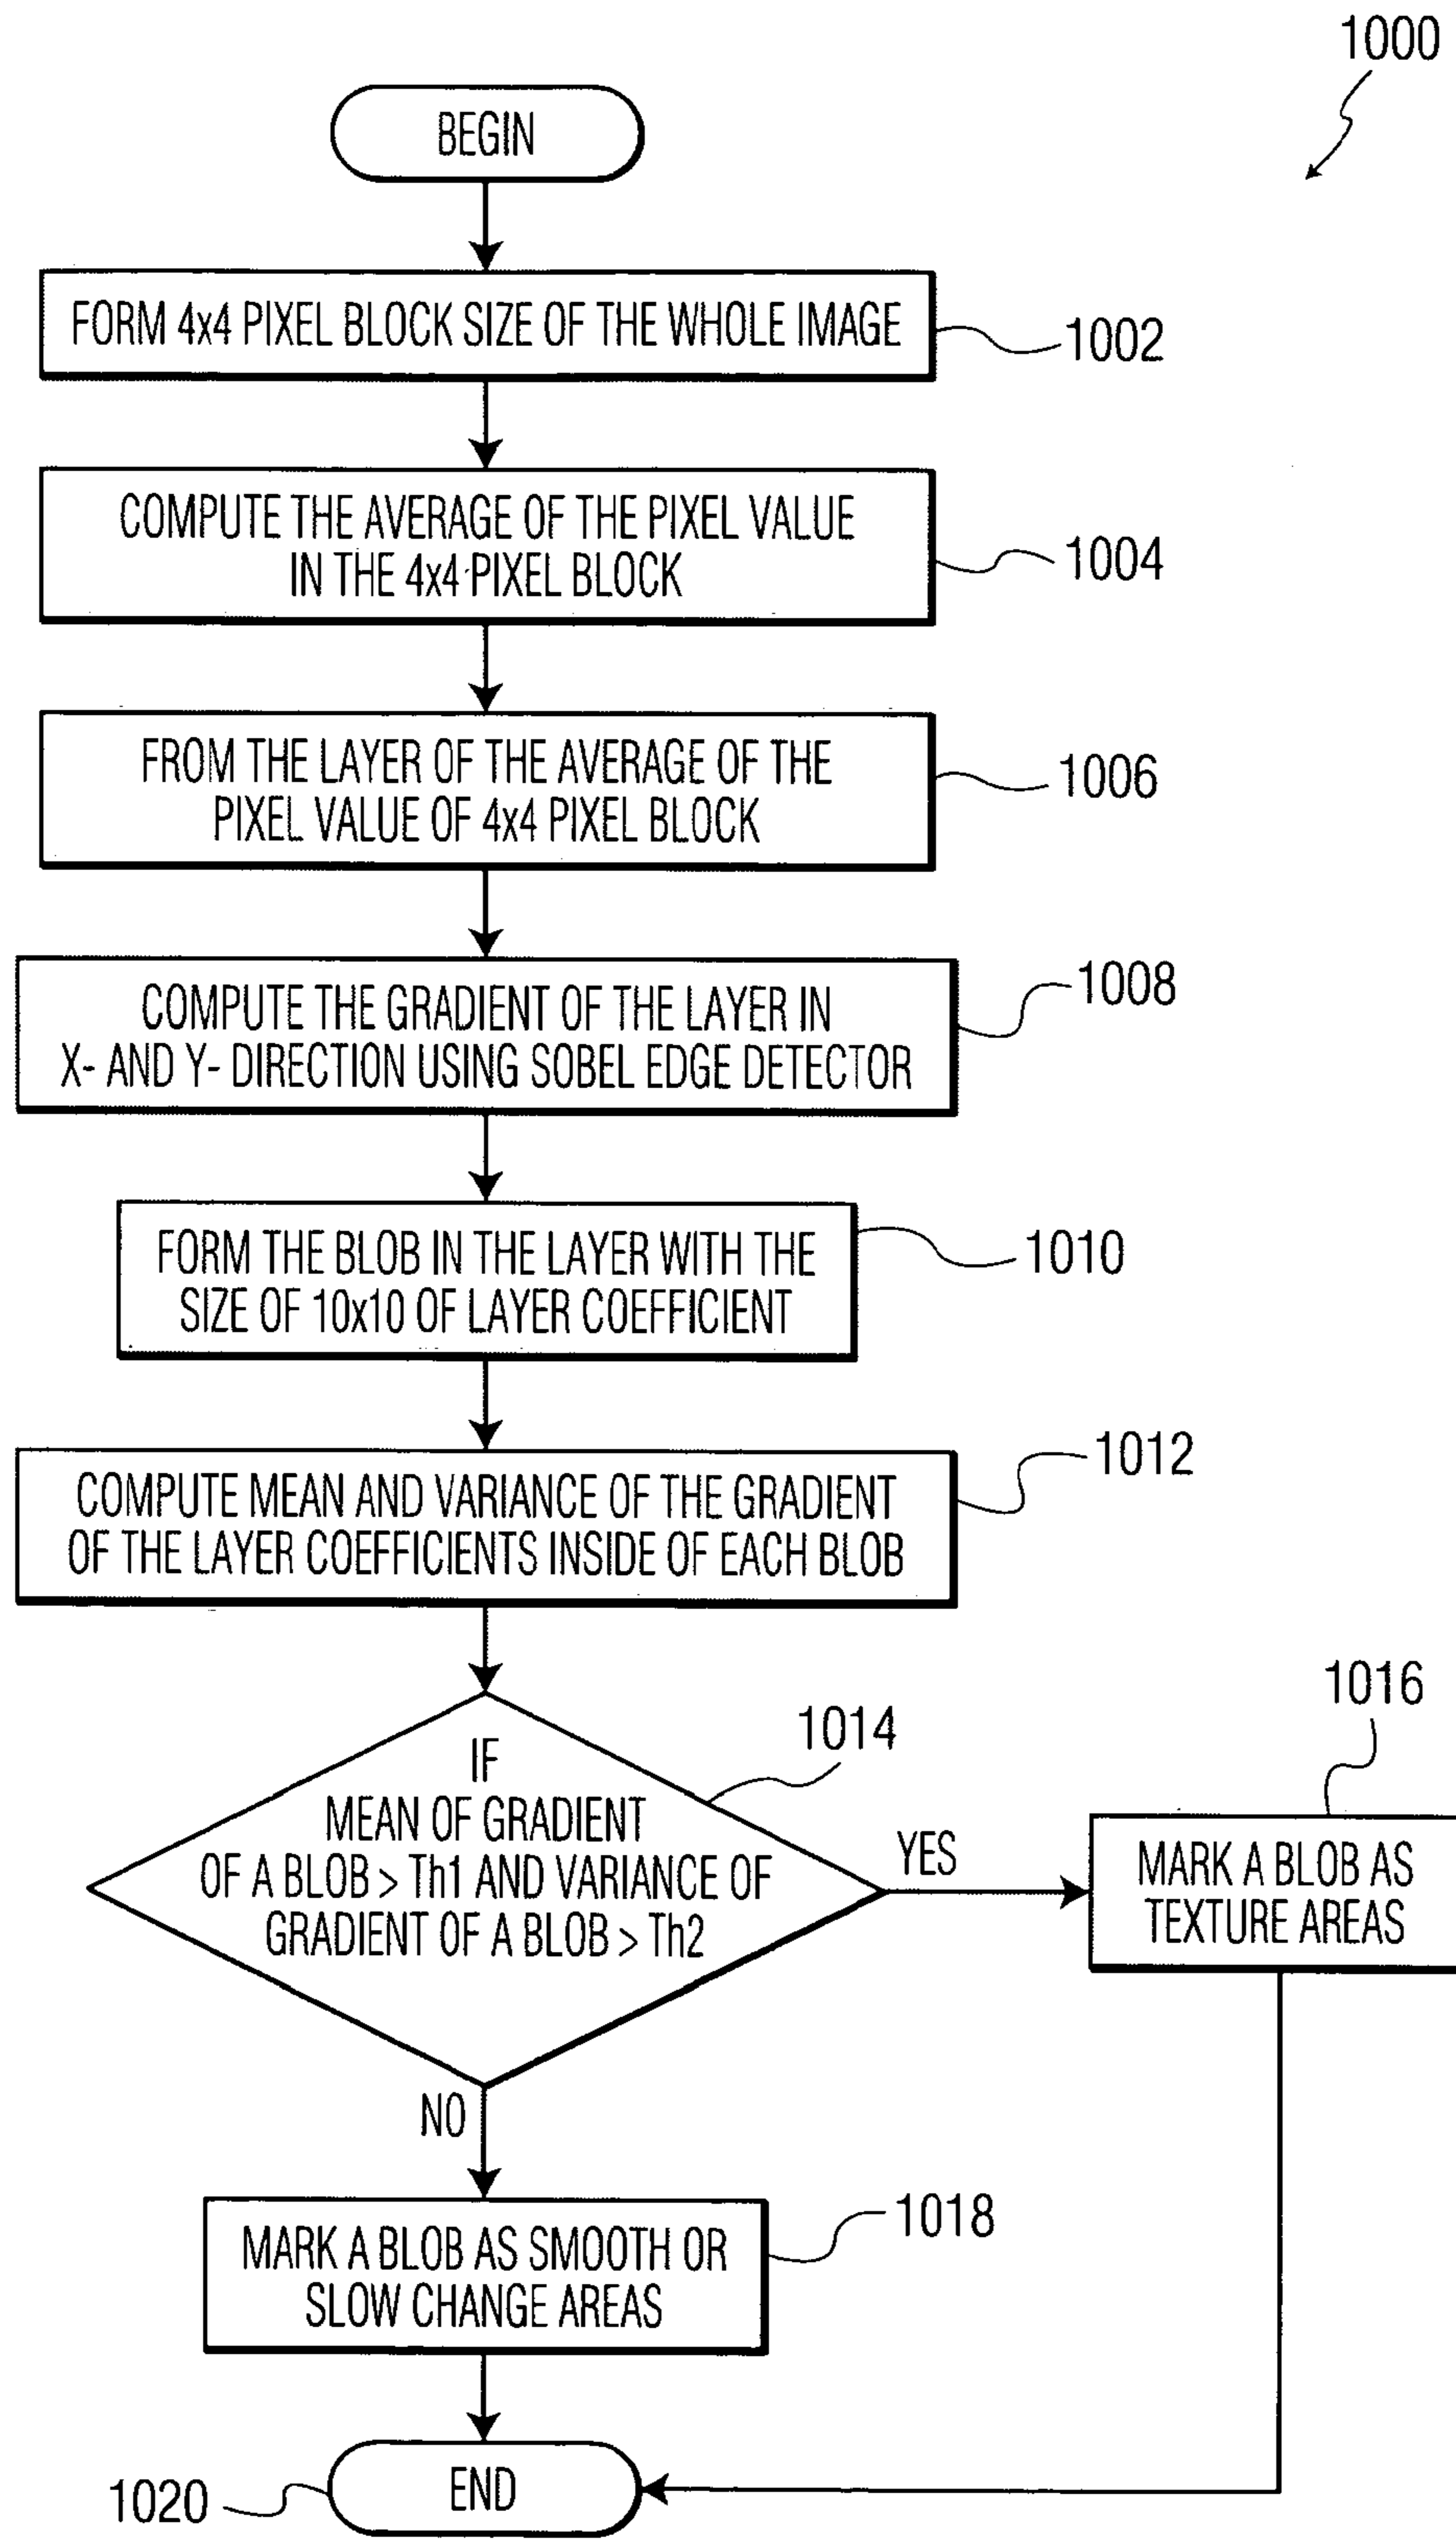 1000
BEGIN
FORM 4x4 PIXEL BLOCK SIZE OF THE WHOLE IMAGE
1002
COMPUTE THE AVERAGE OF THE PIXEL VALUE
IN THE 4x4 PIXEL BLOCK
1004
FROM THE LAYER OF THE AVERAGE OF THE
PIXEL VALUE OF 4x4 PIXEL BLOCK
1006
COMPUTE THE GRADIENT OF THE LAYER IN
X- AND Y- DIRECTION USING SOBEL EDGE DETECTOR
1008
FORM THE BLOB IN THE LAYER WITH THE
SIZE OF 10x10 OF LAYER COEFFICIENT
1010
COMPUTE MEAN AND VARIANCE OF THE GRADIENT
OF THE LAYER COEFFICIENTS INSIDE OF EACH BLOB
1012
IF
MEAN OF GRADIENT
OF A BLOB > Th1 AND VARIANCE OF
GRADIENT OF A BLOB > Th2
1014
YES
MARK A BLOB AS
TEXTURE AREAS
1016
NO
MARK A BLOB AS SMOOTH OR
SLOW CHANGE AREAS
1018
END
1020